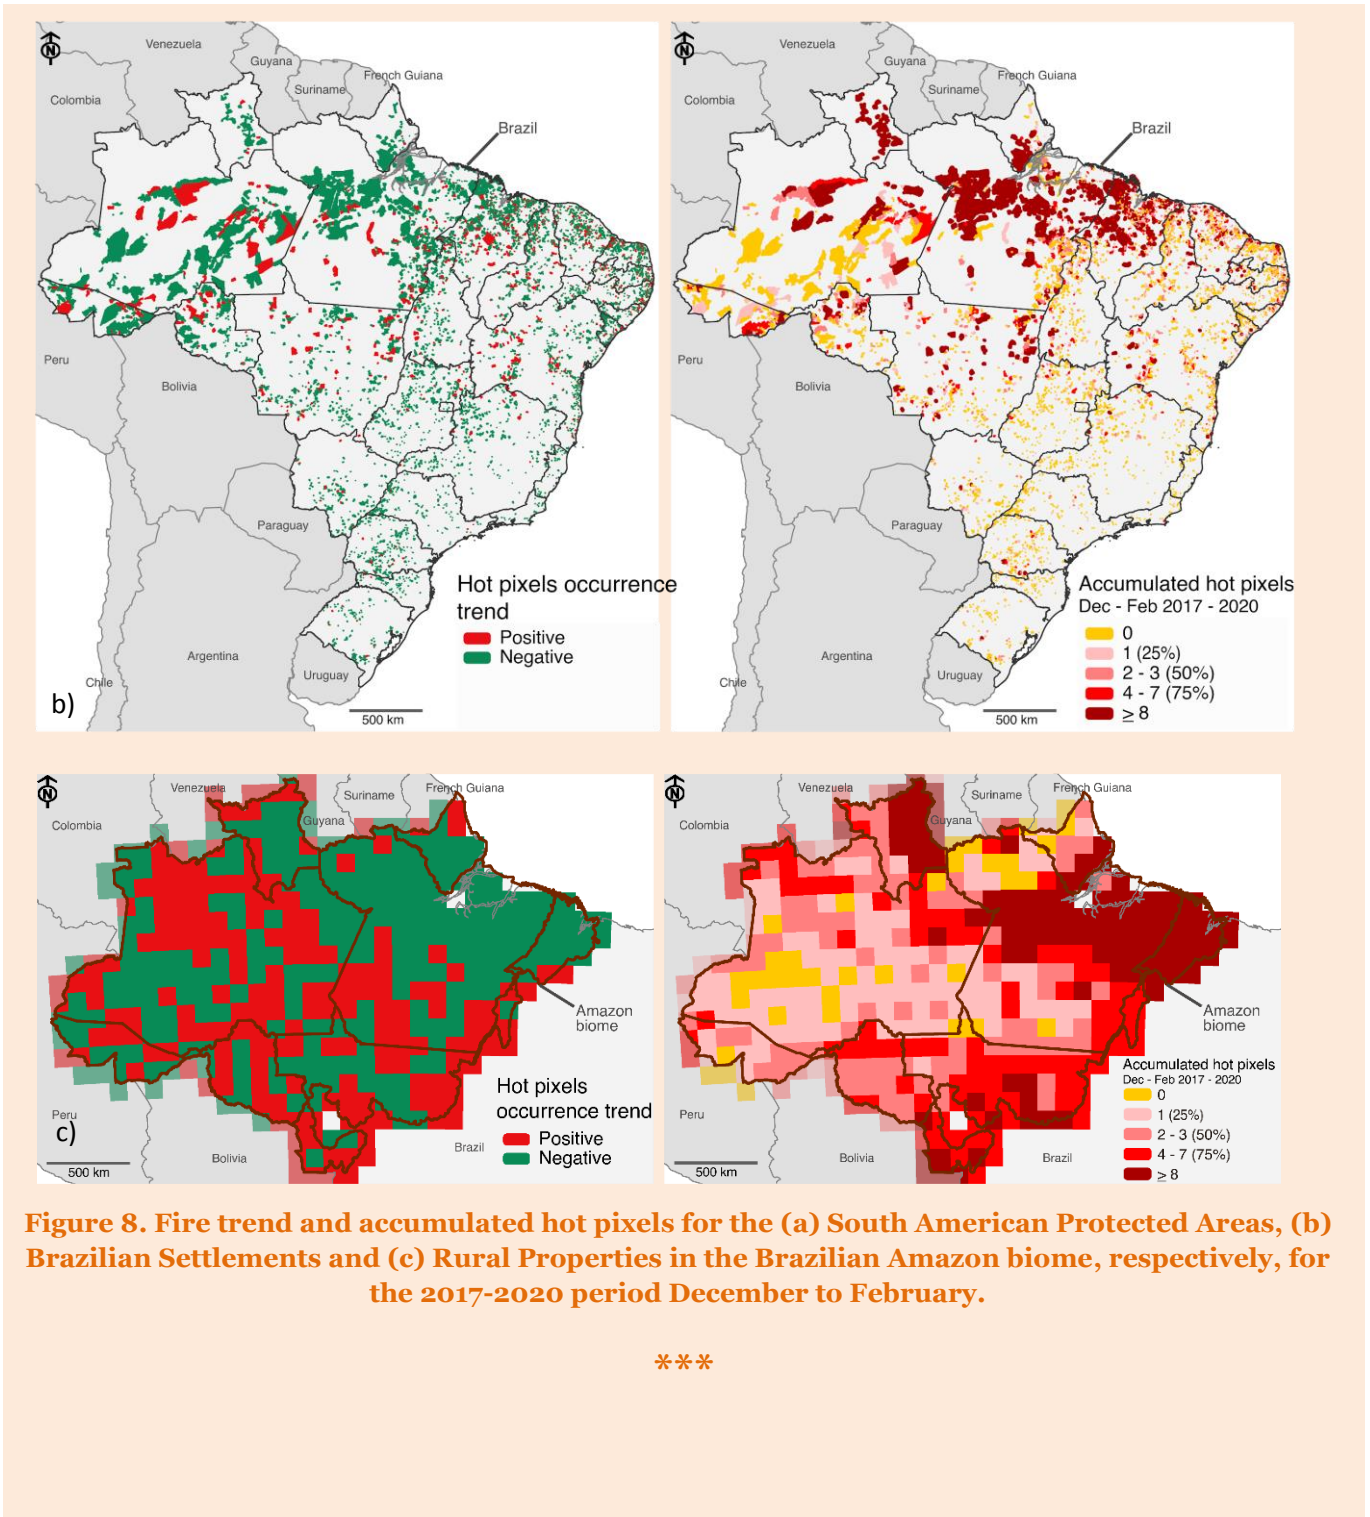 N
Venezuela
Guyana
French Guiana
Suriname
Colombia
Brazil
Peru
Bolivia
Paraguay
Hot pixels occurrence
trend
Positive
Negative
Argentina
Uruguay
Chile
b)
500 km
N
Venezuela
Guyana
French Guiana
Suriname
Colombia
Brazil
Peru
Bolivia
Paraguay
Accumulated hot pixels
Dec - Feb 2017 - 2020
0
1 (25%)
2 - 3 (50%)
4 - 7 (75%)
≥ 8
Argentina
Uruguay
Chile
500 km
N
Venezuela
French Guiana
Suriname
Guyana
Colombia
Amazon
biome
Hot pixels
occurrence trend
Positive
Negative
Peru
c)
Bolivia
Brazil
500 km
N
Venezuela
French Guiana
Suriname
Guyana
Colombia
Amazon
biome
Accumulated hot pixels
Dec - Feb 2017 - 2020
0
1 (25%)
2 - 3 (50%)
4 - 7 (75%)
≥ 8
Peru
Bolivia
Brazil
500 km
Figure 8. Fire trend and accumulated hot pixels for the (a) South American Protected Areas, (b)
Brazilian Settlements and (c) Rural Properties in the Brazilian Amazon biome, respectively, for
the 2017-2020 period December to February.
***